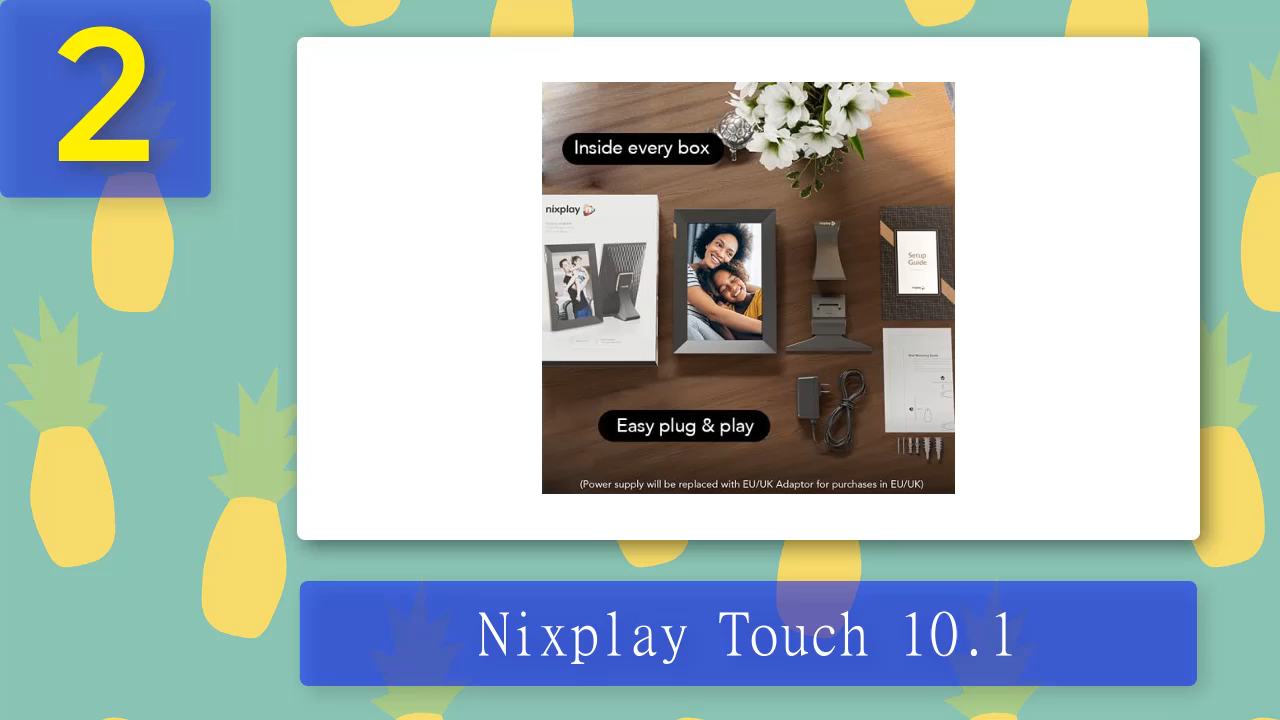 2
Inside every box
nixplay
Setup
Guide
Easy plug & play
(Power supply will be replaced with EU/UK Adaptor for purchases in EU/UK)
Nixplay Touch 10.1